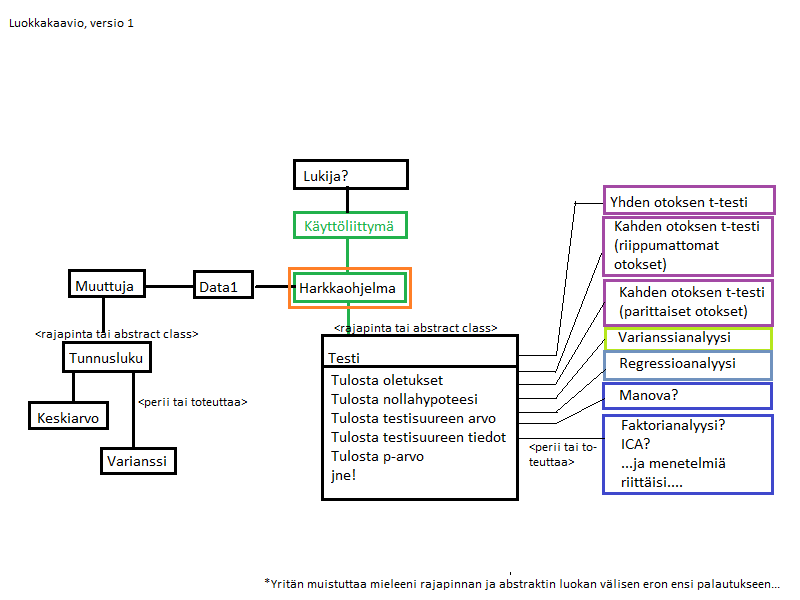 Luokkakaavio, versio 1
Lukija?
Käyttöliittymä
Harkkaohjelma
Data1
Muuttuja
<rajapinta tai abstract class>
Tunnusluku
Keskiarvo
<perii tai toteuttaa>
Varianssi
<rajapinta tai abstract class>
Testi
Tulosta oletukset
Tulosta nollahypoteesi
Tulosta testisuureen arvo
Tulosta testisuureen tiedot
Tulosta p-arvo
jne!
<perii tai to-
teuttaa>
Yhden otoksen t-testi
Kahden otoksen t-testi
(riippumattomat
otokset)
Kahden otoksen t-testi
(parittaiset otokset)
Varianssianalyysi
Regressioanalyysi
Manova?
Faktorianalyysi?
ICA?
...ja menetelmiä
riittäisi....
*Yritän muistuttaa mieleeni rajapinnan ja abstraktin luokan välisen eron ensi palautukseen...